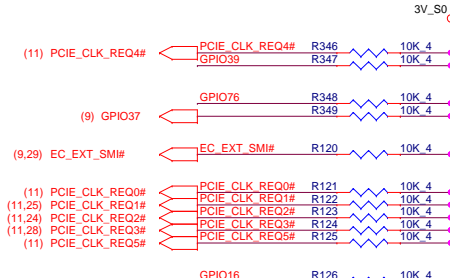 3V_S0
(11) PCIE_CLK_REQ4# PCIE_CLK_REQ4# R346 10K_4
GPIO39 R347 10K_4
GPIO76 R348 10K_4
(9) GPIO37 R349 10K_4
(9,29) EC_EXT_SMI# EC_EXT_SMI# R120 10K_4
(11) PCIE_CLK_REQ0# PCIE_CLK_REQ0# R121 10K_4
(11,25) PCIE_CLK_REQ1# PCIE_CLK_REQ1# R122 10K_4
(11,24) PCIE_CLK_REQ2# PCIE_CLK_REQ2# R123 10K_4
(11,28) PCIE_CLK_REQ3# PCIE_CLK_REQ3# R124 10K_4
(11) PCIE_CLK_REQ5# PCIE_CLK_REQ5# R125 10K_4
GPIO16 R126 10K_4